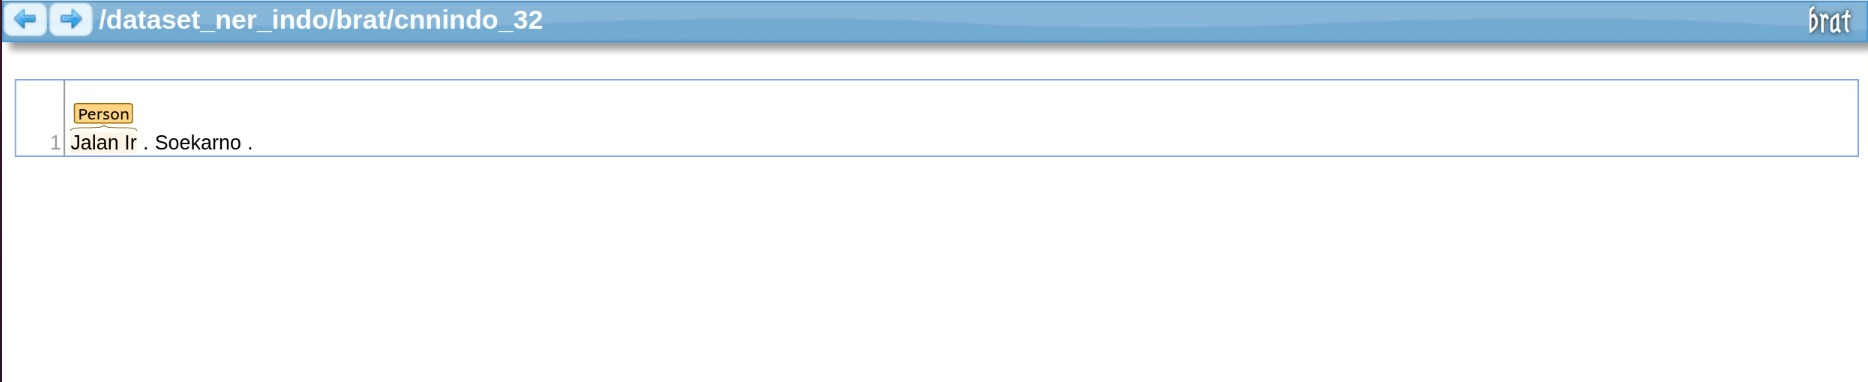 /dataset_ner_indo/brat/cnnindo_32
brat
Person
1 Jalan Ir . Soekarno .